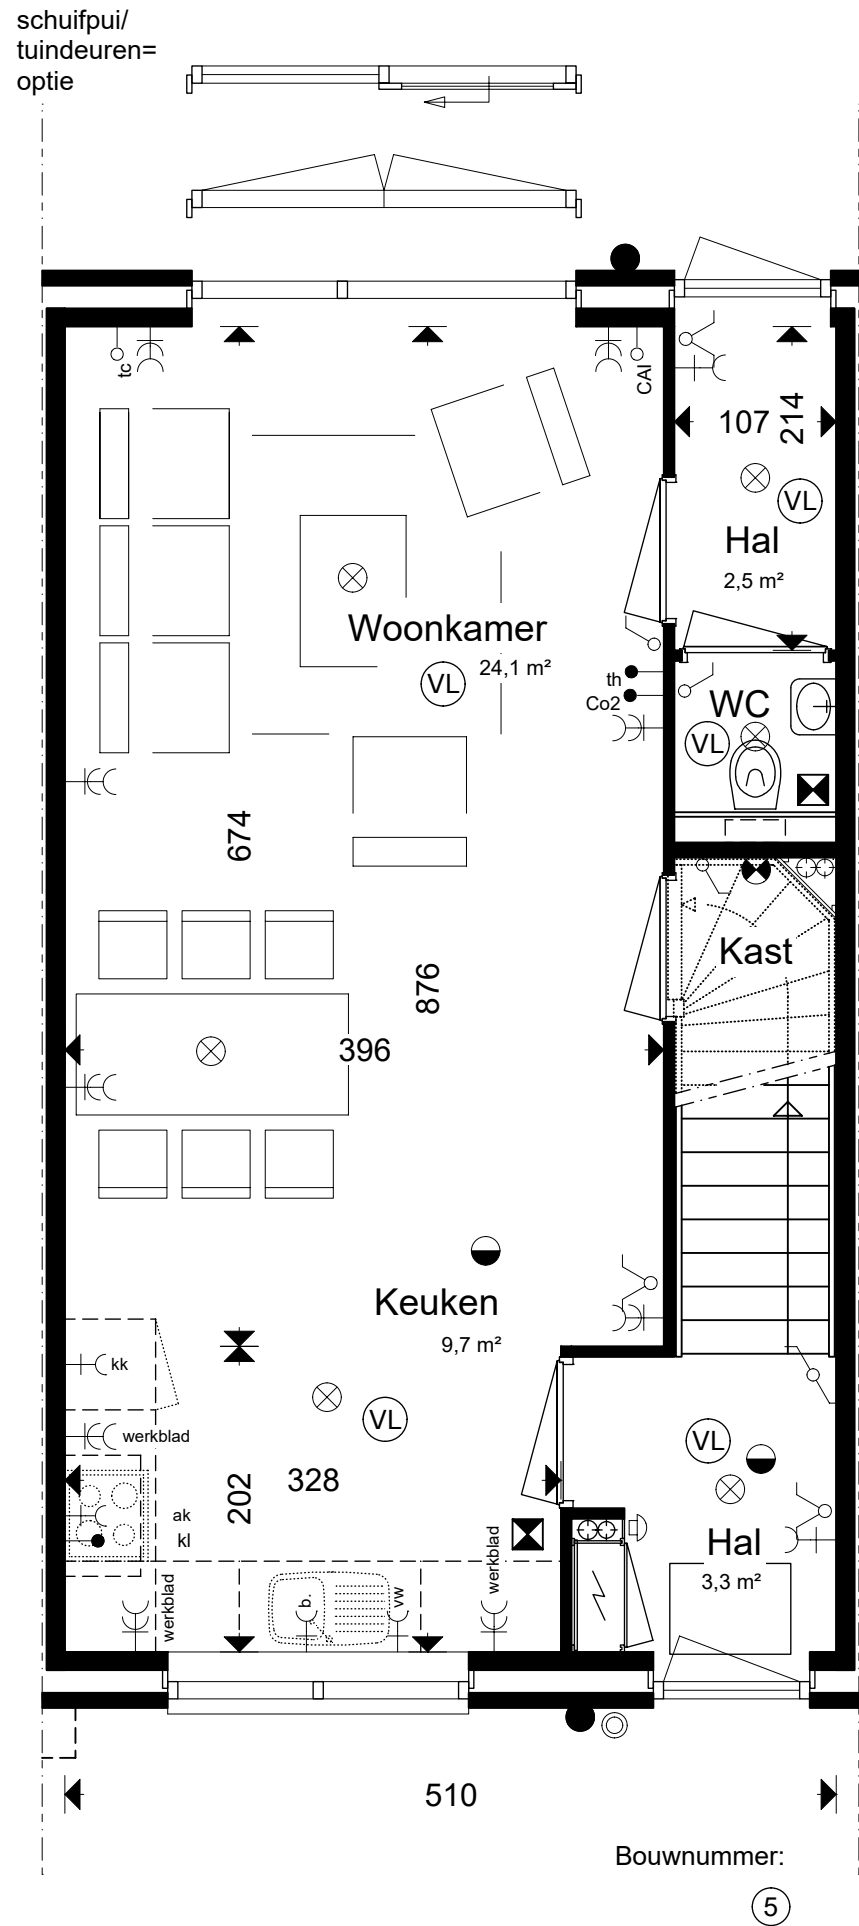 schuifpui/
tuindeuren=
optie
tc
CAI
107
214
VL
Hal
2,5 m²
Woonkamer
24,1 m²
VL
th
Co2
WC
VL
674
Kast
876
396
Keuken
9,7 m²
kk
VL
VL
werkblad
328
202
ak
kl
Hal
3,3 m²
werkblad
werkblad
b.
vw
510
Bouwnummer:
5